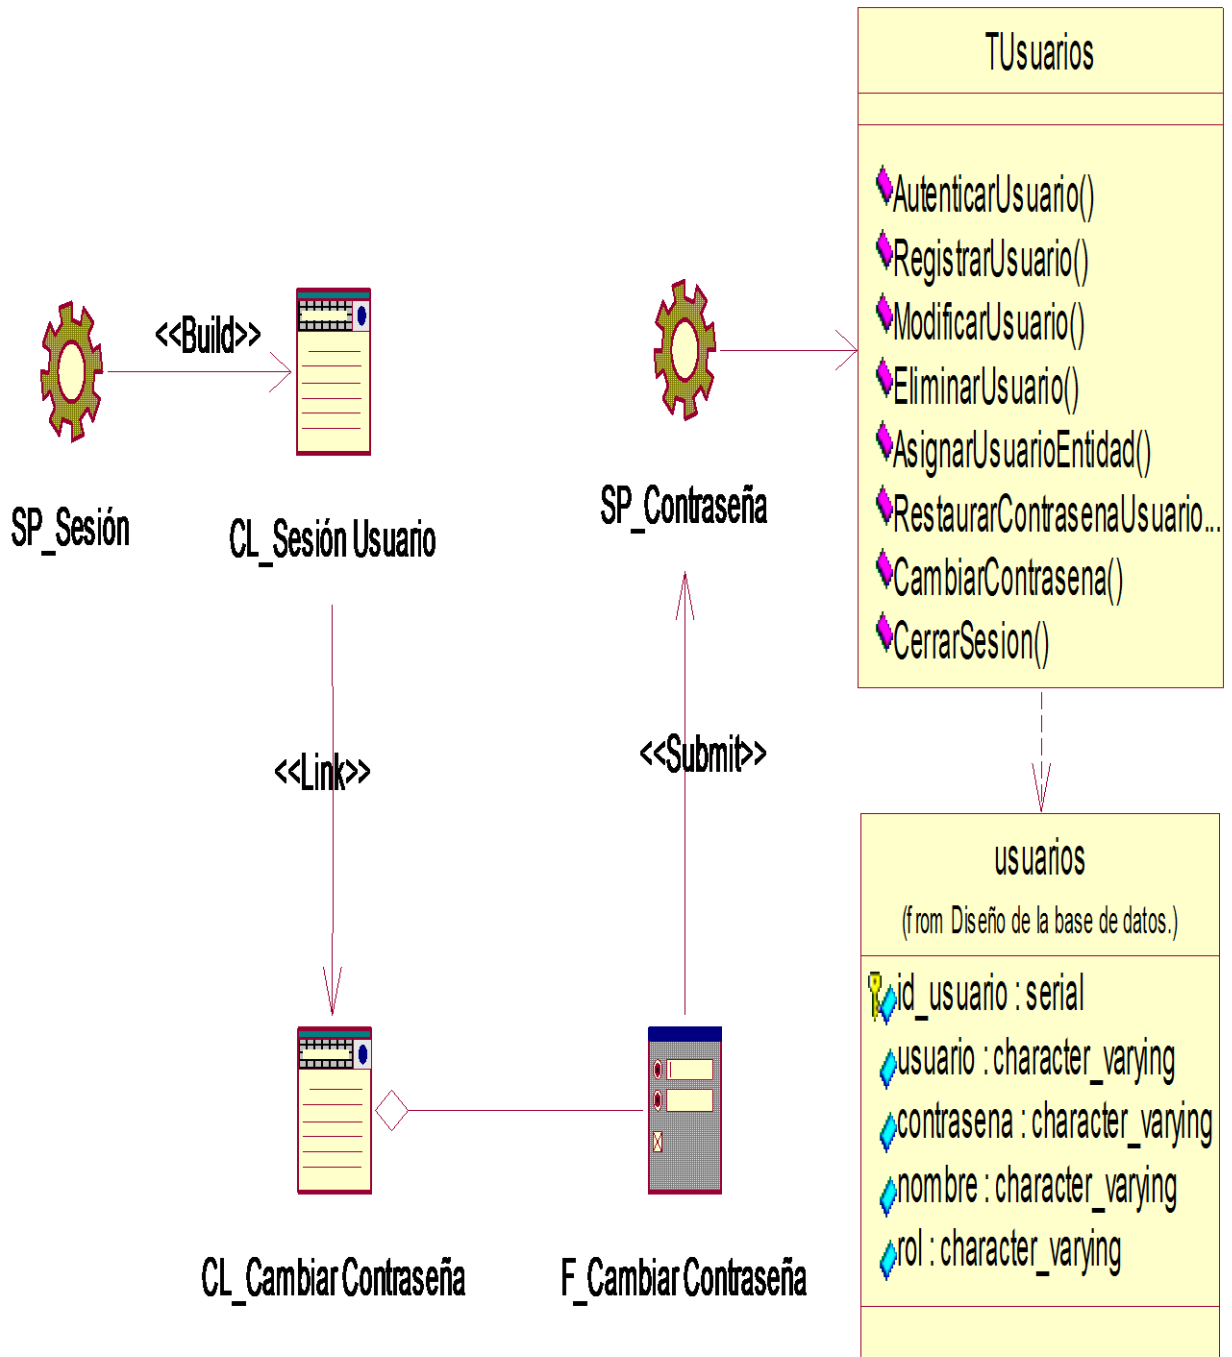 TUsuarios
AutenticarUsuario()
RegistrarUsuario()
ModificarUsuario()
EliminarUsuario()
AsignarUsuarioEntidad()
RestaurarContrasenaUsuario...
CambiarContrasena()
CerrarSesion()
<<Build>>
SP_Sesión
CL_Sesión Usuario
SP_Contraseña
<<Link>>
<<Submit>>
usuarios
(from Diseño de la base de datos.)
id_usuario : serial
usuario : character_varying
contrasena : character_varying
nombre : character_varying
rol : character_varying
CL_Cambiar Contraseña
F_Cambiar Contraseña